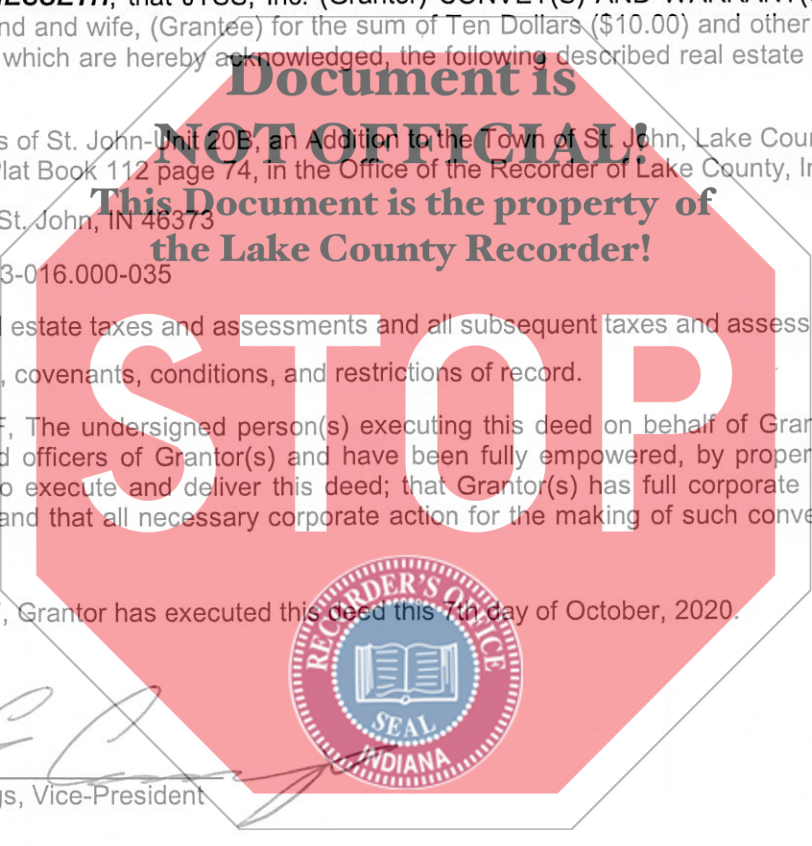 that JTSC, Inc. (Grantor) CONVEY(S) AND WARRANT(S)
nd and wife, (Grantee) for the sum of Ten Dollars ($10.00) and other
which are hereby acknowledged, the following described real estate
Document is
s of St. John-Unit 20B, an Addition to the Town of St. John, Lake Cou
NOT OFFICIAL!
Plat Book 112 page 74, in the Office of the Recorder of Lake County, I
This Document is the property of
St. John, IN 46373
the Lake County Recorder!
3-016.000-035
estate taxes and assessments and all subsequent taxes and assess
STOP
, covenants, conditions, and restrictions of record.
F, The undersigned person(s) executing this deed on behalf of Gran
d officers of Grantor(s) and have been fully empowered, by proper
o execute and deliver this deed; that Grantor(s) has full corporate
and that all necessary corporate action for the making of such conve
F, Grantor has executed this deed this 7th day of October, 2020.
RECORDER'S OFFICE
SEAL
INDIANA
gs, Vice-President